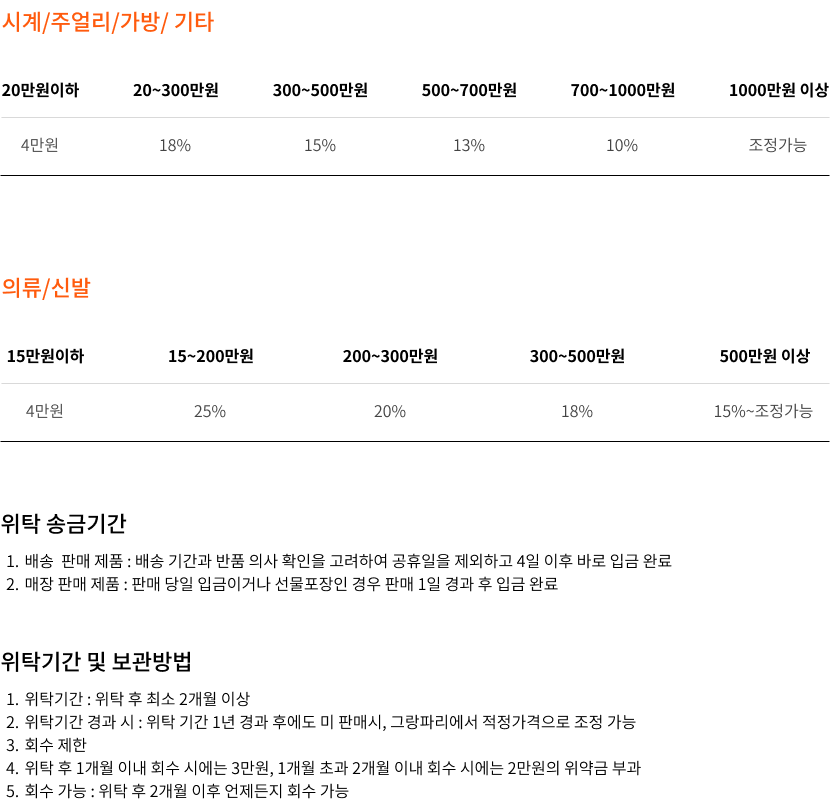 시계/주얼리/가방/ 기타
20만원이하 20~300만원 300~500만원 500~700만원 700~1000만원 1000만원 이상
4만원 18% 15% 13% 10% 조정가능
의류/신발
15만원이하 15~200만원 200~300만원 300~500만원 500만원 이상
4만원 25% 20% 18% 15%~조정가능
위탁 송금기간
1. 배송  판매 제품 : 배송 기간과 반품 의사 확인을 고려하여 공휴일을 제외하고 4일 이후 바로 입금 완료
2. 매장 판매 제품 : 판매 당일 입금이거나 선물포장인 경우 판매 1일 경과 후 입금 완료
위탁기간 및 보관방법
1. 위탁기간 : 위탁 후 최소 2개월 이상
2. 위탁기간 경과 시 : 위탁 기간 1년 경과 후에도 미 판매시, 그랑파리에서 적정가격으로 조정 가능
3. 회수 제한
4. 위탁 후 1개월 이내 회수 시에는 3만원, 1개월 초과 2개월 이내 회수 시에는 2만원의 위약금 부과
5. 회수 가능 : 위탁 후 2개월 이후 언제든지 회수 가능